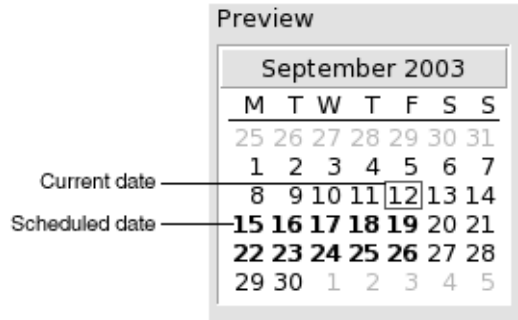 Preview
September 2003
M T W T F S S
25 26 27 28 29 30 31
1 2 3 4 5 6 7
Current date
8 9 10 11 12 13 14
Scheduled date
15 16 17 18 19 20 21
22 23 24 25 26 27 28
29 30 1 2 3 4 5